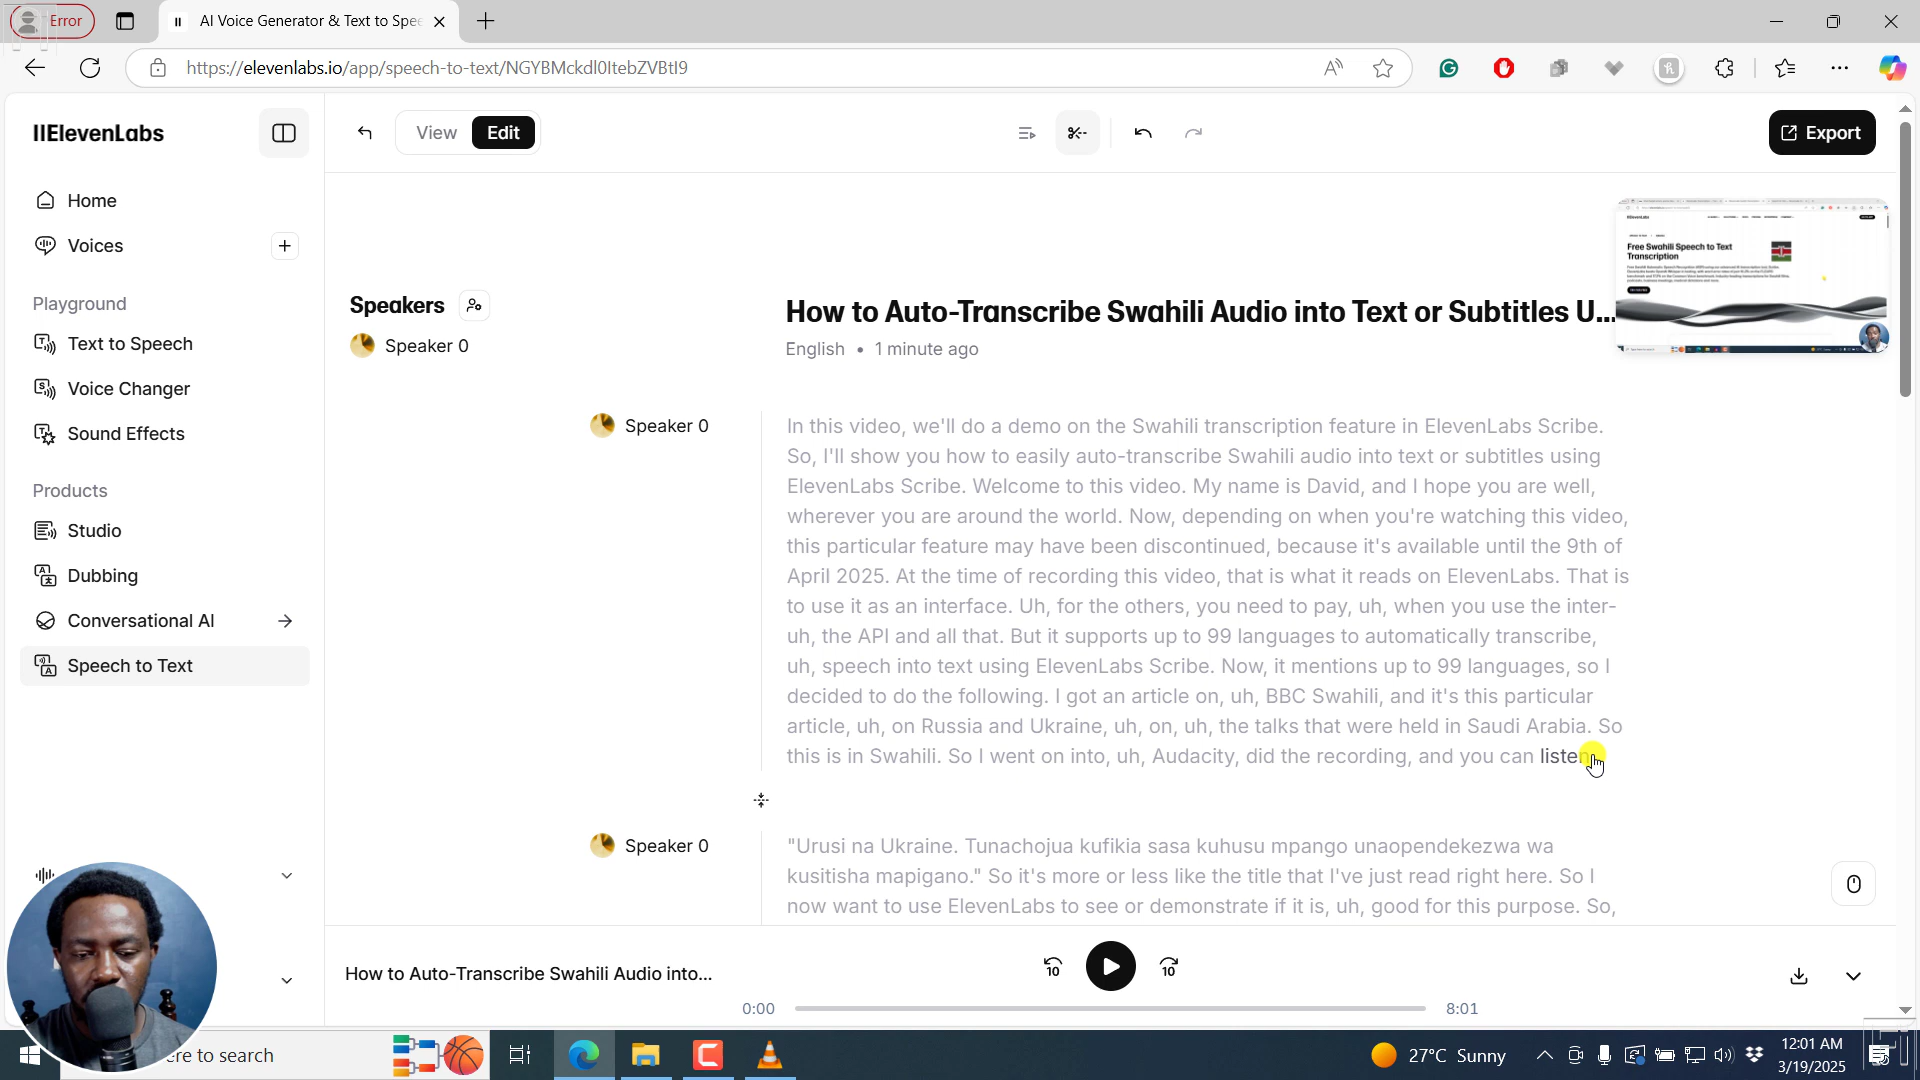 Error
AI Voice Generator & Text to Spee
https://elevenlabs.io/app/speech-to-text/NGYBMckdl0ItebZVBtI9
IIElevenLabs
View
Edit
Export
Home
Voices
Playground
Text to Speech
Voice Changer
Sound Effects
Products
Studio
Dubbing
Conversational AI
Speech to Text
Speakers
Speaker 0
How to Auto-Transcribe Swahili Audio into Text or Subtitles U...
English • 1 minute ago
Free Swahili Speech to Text
Transcription
Speaker 0
In this video, we'll do a demo on the Swahili transcription feature in ElevenLabs Scribe.
So, I'll show you how to easily auto-transcribe Swahili audio into text or subtitles using
ElevenLabs Scribe. Welcome to this video. My name is David, and I hope you are well,
wherever you are around the world. Now, depending on when you're watching this video,
this particular feature may have been discontinued, because it's available until the 9th of
April 2025. At the time of recording this video, that is what it reads on ElevenLabs. That is
to use it as an interface. Uh, for the others, you need to pay, uh, when you use the inter-
uh, the API and all that. But it supports up to 99 languages to automatically transcribe,
uh, speech into text using ElevenLabs Scribe. Now, it mentions up to 99 languages, so I
decided to do the following. I got an article on, uh, BBC Swahili, and it's this particular
article, uh, on Russia and Ukraine, uh, on, uh, the talks that were held in Saudi Arabia. So
this is in Swahili. So I went on into, uh, Audacity, did the recording, and you can listen
Speaker 0
"Urusi na Ukraine. Tunachojua kufikia sasa kuhusu mpango unaopendekezwa wa
kusitisha mapigano." So it's more or less like the title that I've just read right here. So I
now want to use ElevenLabs to see or demonstrate if it is, uh, good for this purpose. So,
How to Auto-Transcribe Swahili Audio into...
10
10
0:00
8:01
ere to search
27°C Sunny
12:01 AM
3/19/2025